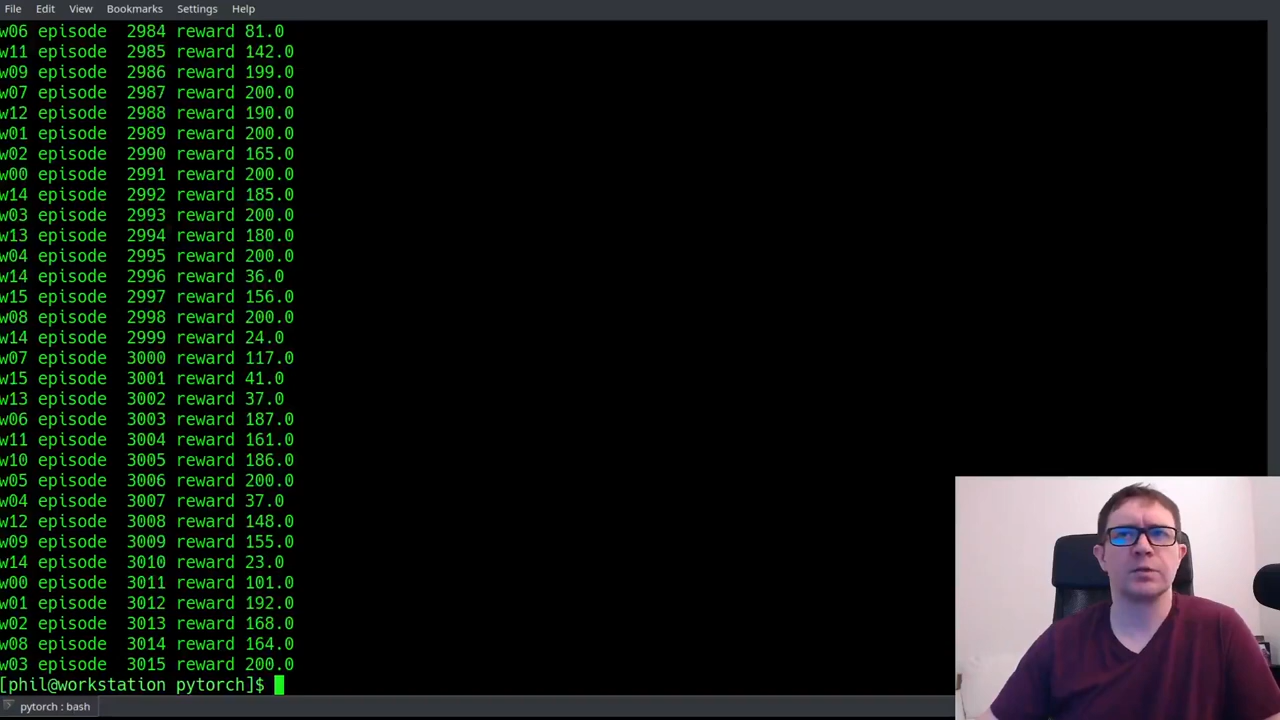 File Edit View Bookmarks Settings Help
w06 episode 2984 reward 81.0
w11 episode 2985 reward 142.0
w09 episode 2986 reward 199.0
w07 episode 2987 reward 200.0
w12 episode 2988 reward 190.0
w01 episode 2989 reward 200.0
w02 episode 2990 reward 165.0
w00 episode 2991 reward 200.0
w14 episode 2992 reward 185.0
w03 episode 2993 reward 200.0
w13 episode 2994 reward 180.0
w04 episode 2995 reward 200.0
w14 episode 2996 reward 36.0
w15 episode 2997 reward 156.0
w08 episode 2998 reward 200.0
w14 episode 2999 reward 24.0
w07 episode 3000 reward 117.0
w15 episode 3001 reward 41.0
w13 episode 3002 reward 37.0
w06 episode 3003 reward 187.0
w11 episode 3004 reward 161.0
w10 episode 3005 reward 186.0
w05 episode 3006 reward 200.0
w04 episode 3007 reward 37.0
w12 episode 3008 reward 148.0
w09 episode 3009 reward 155.0
w14 episode 3010 reward 23.0
w00 episode 3011 reward 101.0
w01 episode 3012 reward 192.0
w02 episode 3013 reward 168.0
w08 episode 3014 reward 164.0
w03 episode 3015 reward 200.0
[phil@workstation pytorch]$
pytorch : bash